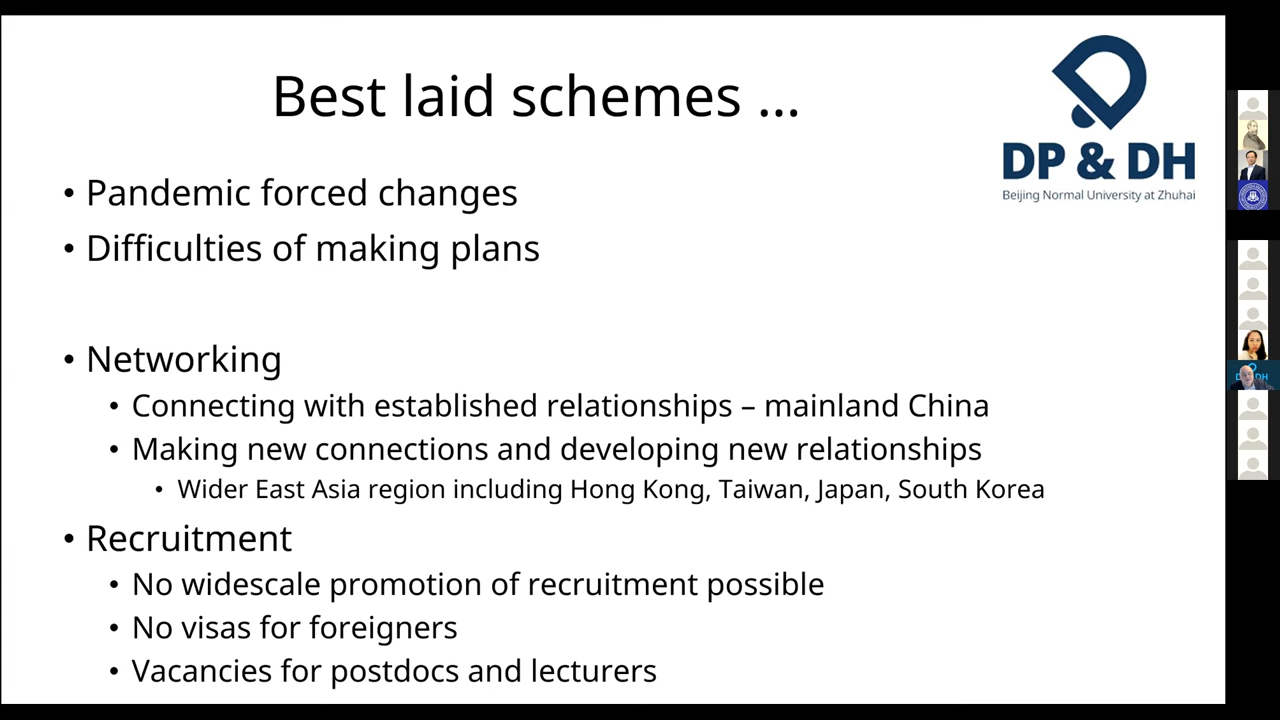 Best laid schemes ...
DP & DH
Beijing Normal University at Zhuhai
• Pandemic forced changes
• Difficulties of making plans
• Networking
• Connecting with established relationships – mainland China
• Making new connections and developing new relationships
• Wider East Asia region including Hong Kong, Taiwan, Japan, South Korea
• Recruitment
• No widescale promotion of recruitment possible
• No visas for foreigners
• Vacancies for postdocs and lecturers